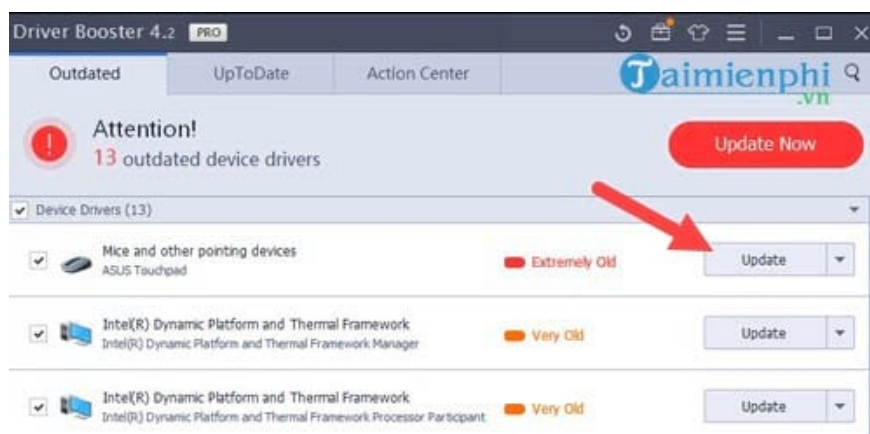 Driver Booster 4.2 PRO
Outdated UpToDate Action Center
Taimienphi
.vn
Attention!
13 outdated device drivers
Update Now
Device Drivers (13)
Mice and other pointing devices
ASUS Touchpad
Extremely Old
Update
Intel(R) Dynamic Platform and Thermal Framework
Intel(R) Dynamic Platform and Thermal Framework Manager
Very Old
Update
Intel(R) Dynamic Platform and Thermal Framework
Intel(R) Dynamic Platform and Thermal Framework Processor Participant
Very Old
Update